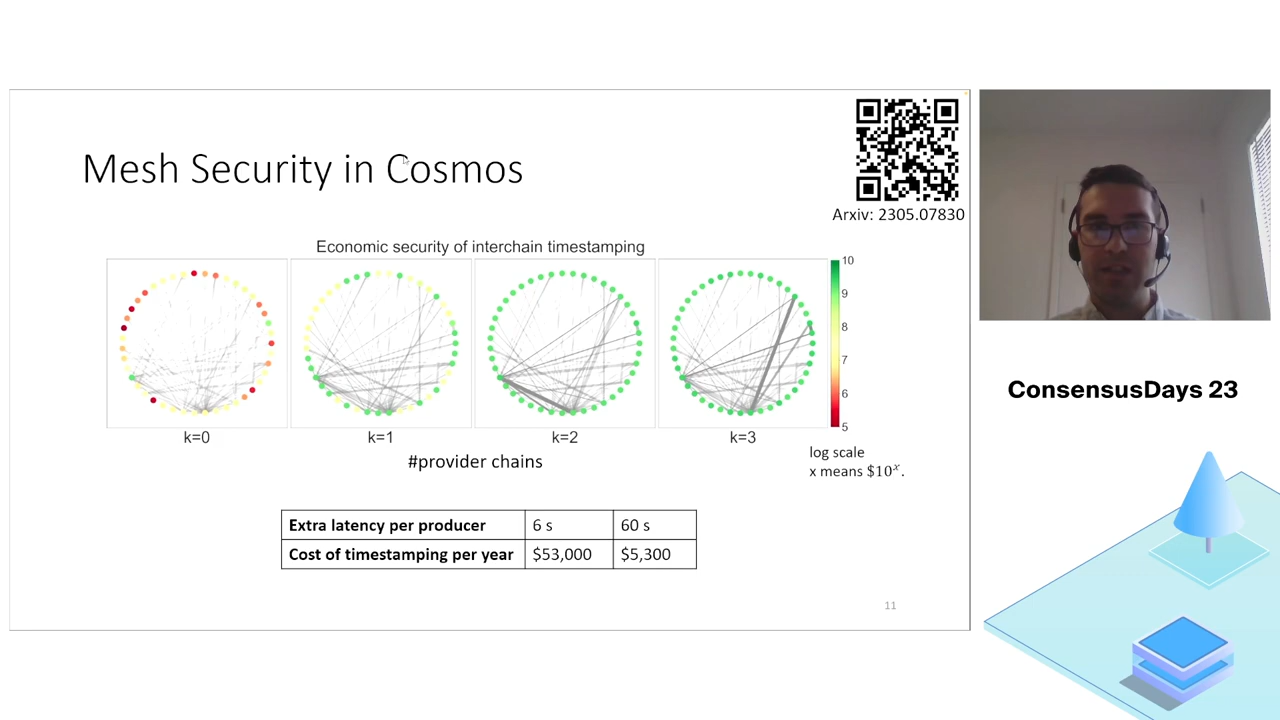 Mesh Security in Cosmos
Arxiv: 2305.07830
Economic security of interchain timestamping
10
9
8
7
6
5
k=0 k=1 k=2 k=3
#provider chains
log scale
x means $10^x.
Extra latency per producer 6 s 60 s
Cost of timestamping per year $53,000 $5,300
11
ConsensusDays 23